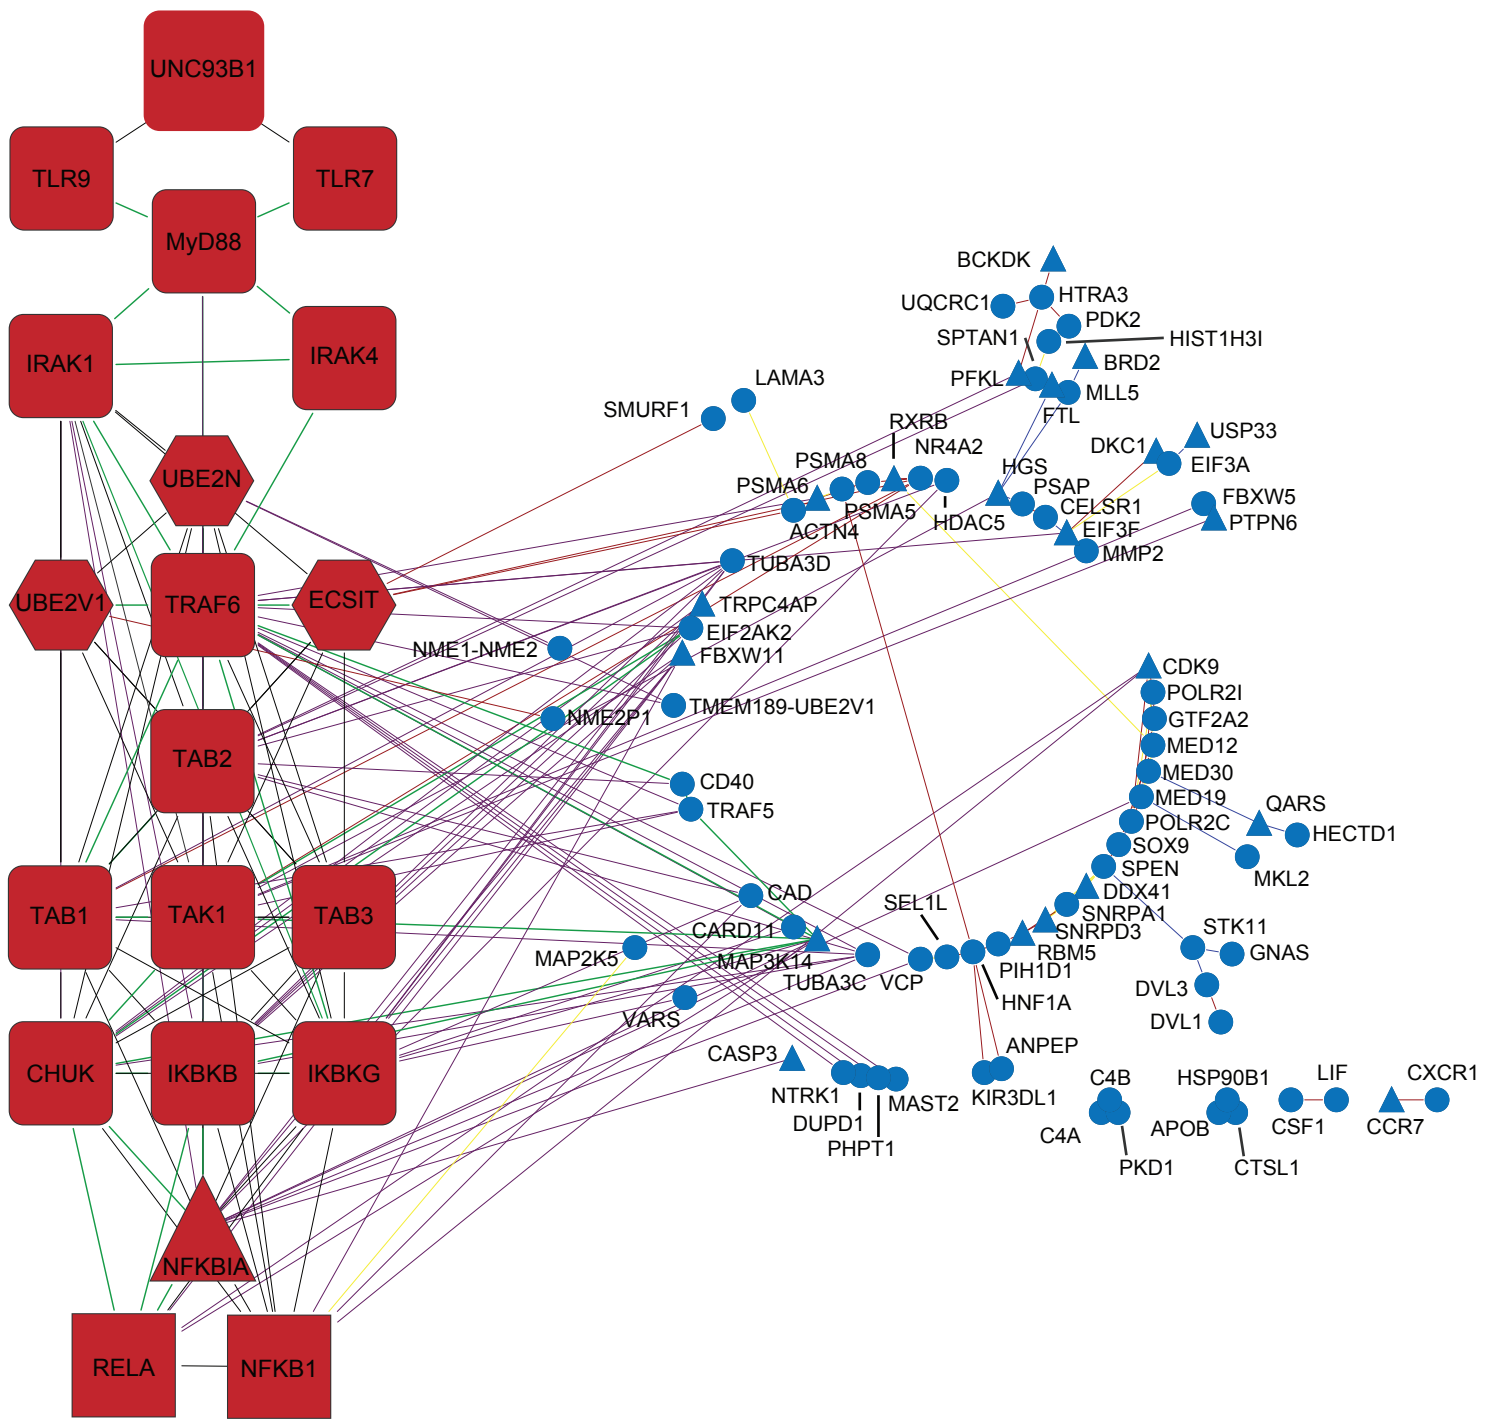 UNC93B1
TLR9
TLR7
MyD88
IRAK1
IRAK4
UBE2N
UBE2V1
TRAF6
ECSIT
TAB2
TAB1
TAK1
TAB3
CHUK
IKBKB
IKBKG
NFKBIA
RELA
NFKB1
BCKDK
UQCRC1
HTRA3
PDK2
SPTAN1
HIST1H3I
BRD2
PFKL
MLL5
FTL
LAMA3
SMURF1
RXRB
NR4A2
PSMA8
PSMA6
PSMA5
ACTN4
HDAC5
HGS
PSAP
CELSR1
EIF3F
MMP2
DKC1
USP33
EIF3A
FBXW5
PTPN6
TUBA3D
TRPC4AP
EIF2AK2
FBXW11
NME1-NME2
TMEM189-UBE2V1
NME2P1
CD40
TRAF5
CDK9
POLR2I
GTF2A2
MED12
MED30
MED19
POLR2C
SOX9
SPEN
DDX41
SNRPA1
SNRPD3
RBM5
PIH1D1
HNF1A
SEL1L
VCP
QARS
HECTD1
MKL2
STK11
GNAS
DVL3
DVL1
CAD
CARD11
MAP3K14
TUBA3C
MAP2K5
VARS
CASP3
NTRK1
DUPD1
PHPT1
MAST2
ANPEP
KIR3DL1
C4B
C4A
PKD1
HSP90B1
APOB
CTSL1
LIF
CSF1
CXCR1
CCR7